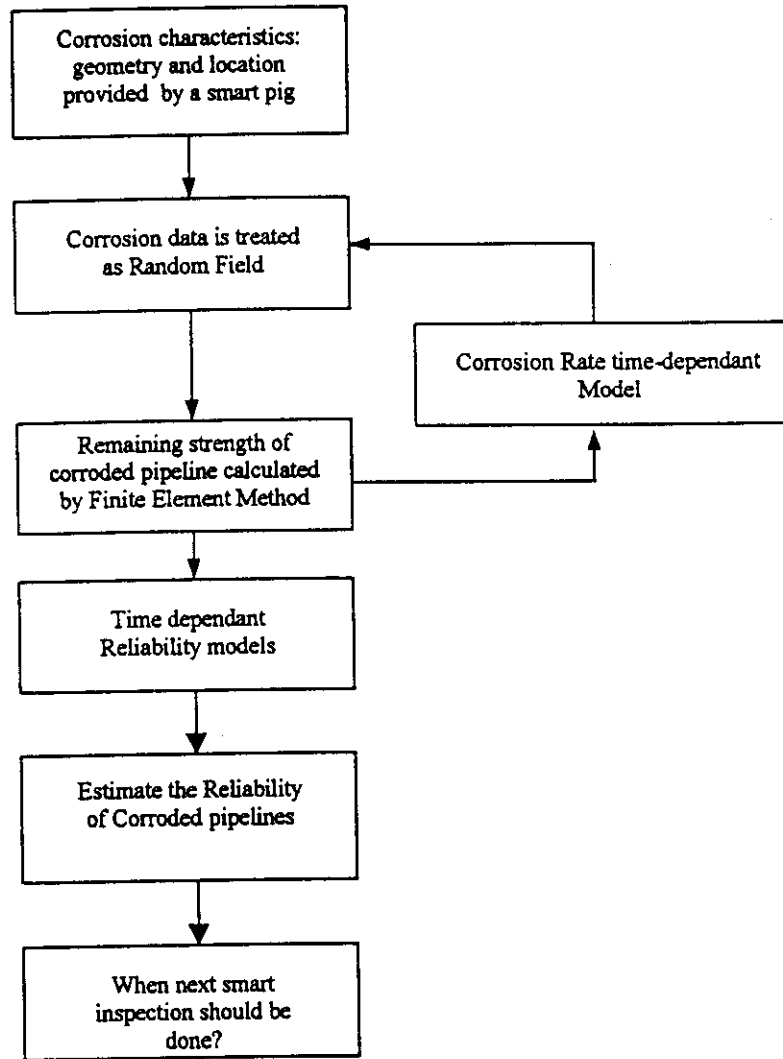 Corrosion characteristics:
geometry and location
provided by a smart pig
Corrosion data is treated
as Random Field
Corrosion Rate time-dependant
Model
Remaining strength of
corroded pipeline calculated
by Finite Element Method
Time dependant
Reliability models
Estimate the Reliability
of Corroded pipelines
When next smart
inspection should be
done?